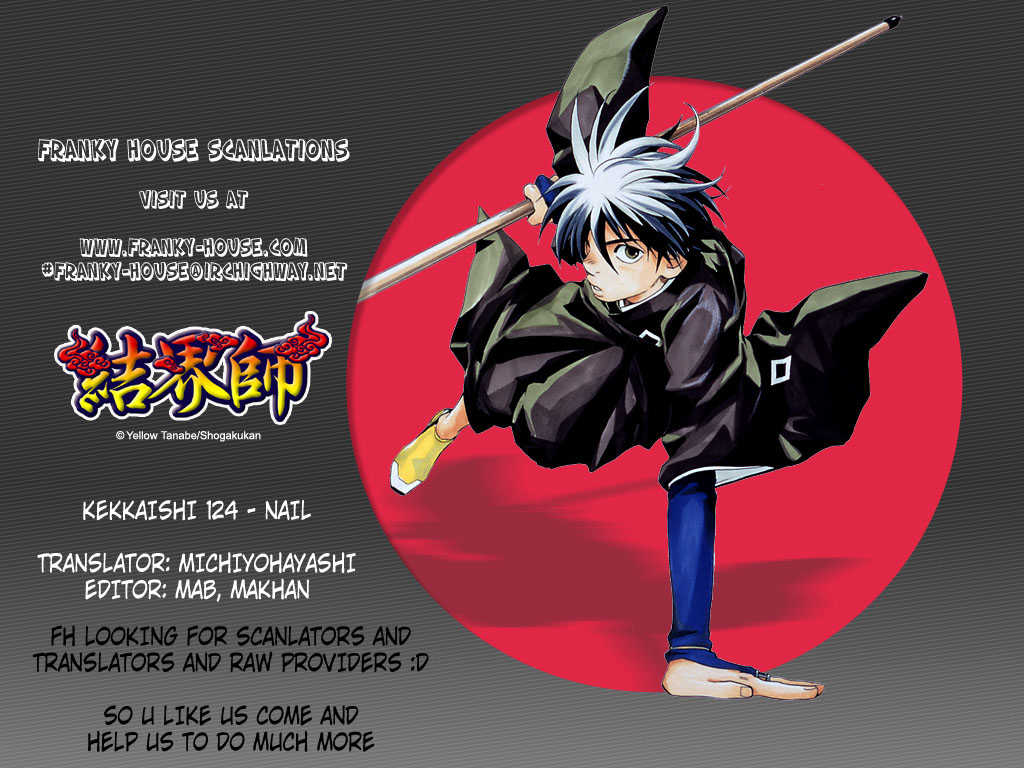 FRANKY HOUSE SCANLATIONS
VISIT US AT
WWW.FRANKY-HOUSE.COM
#FRANKY-HOUSE@IRCHIGHWAY.NET
結界師
© Yellow Tanabe/Shogakukan
KEKKAISHI 124 - NAIL
TRANSLATOR: MICHIYOHAYASHI
EDITOR: MAB, MAKHAN
FH LOOKING FOR SCANLATORS AND
TRANSLATORS AND RAW PROVIDERS :D
SO U LIKE US COME AND
HELP US TO DO MUCH MORE